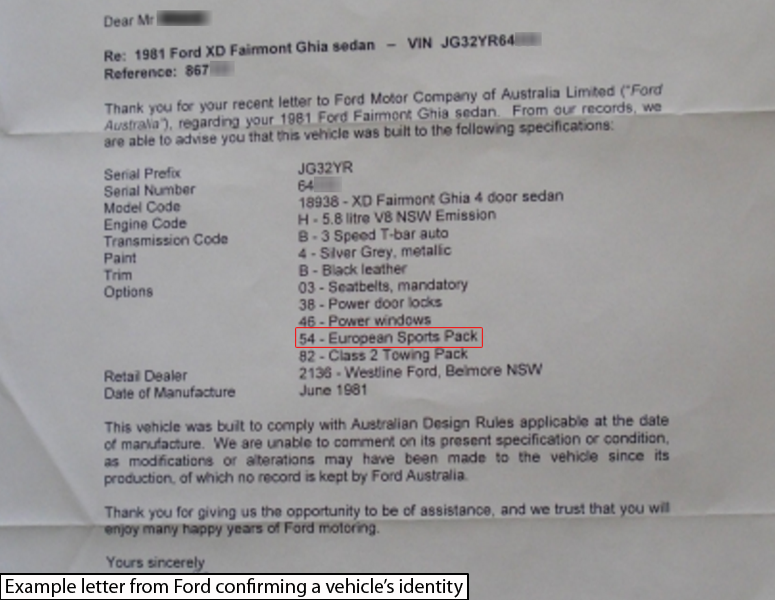 Dear Mr
Re: 1981 Ford XD Fairmont Ghia sedan – VIN JG32YR64
Reference: 867
Thank you for your recent letter to Ford Motor Company of Australia Limited ("Ford
Australia"), regarding your 1981 Ford Fairmont Ghia sedan. From our records, we
are able to advise you that this vehicle was built to the following specifications:
Serial Prefix JG32YR
Serial Number 64
Model Code 18938 - XD Fairmont Ghia 4 door sedan
Engine Code H - 5.8 litre V8 NSW Emission
Transmission Code B - 3 Speed T-bar auto
Paint 4 - Silver Grey, metallic
Trim B - Black leather
Options 03 - Seatbelts, mandatory
38 - Power door locks
46 - Power windows
54 - European Sports Pack
82 - Class 2 Towing Pack
Retail Dealer 2136 - Westline Ford, Belmore NSW
Date of Manufacture June 1981
This vehicle was built to comply with Australian Design Rules applicable at the date
of manufacture. We are unable to comment on its present specification or condition,
as modifications or alterations may have been made to the vehicle since its
production, of which no record is kept by Ford Australia.
Thank you for giving us the opportunity to be of assistance, and we trust that you will
enjoy many happy years of Ford motoring.
Yours sincerely
Example letter from Ford confirming a vehicle's identity